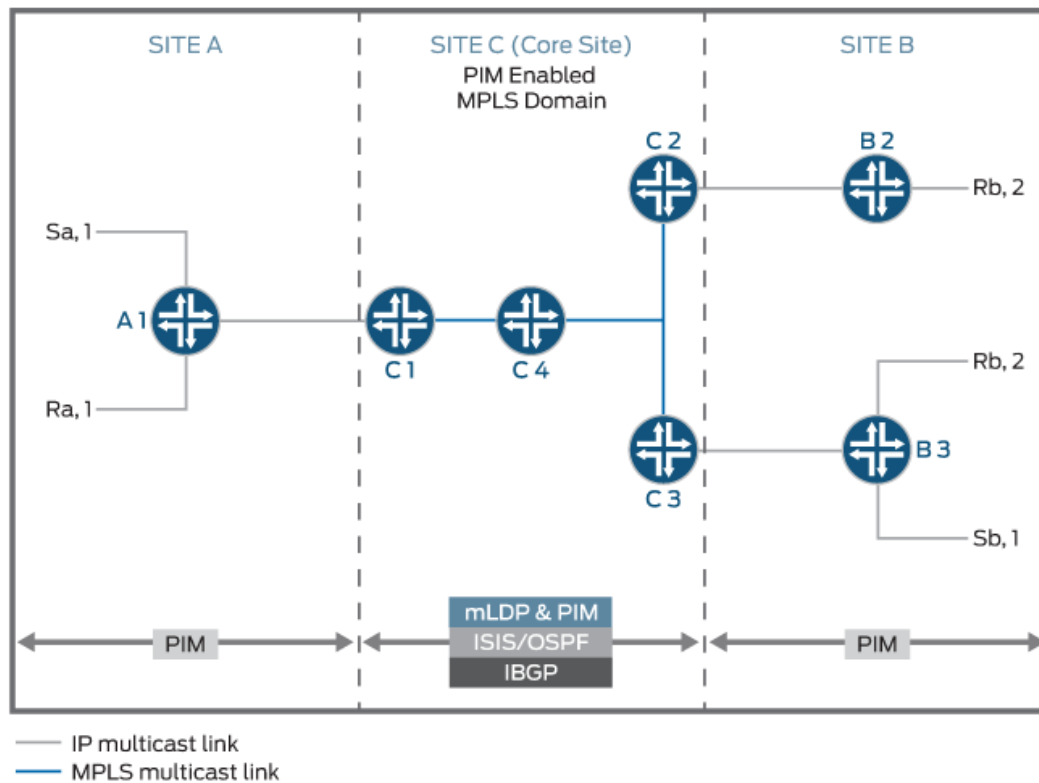 SITE A
SITE C (Core Site)
PIM Enabled
MPLS Domain
SITE B
C 2
B 2
Rb, 2
Sa, 1
A 1
C 1
C 4
Ra, 1
Rb, 2
B 3
C 3
Sb, 1
mLDP & PIM
PIM
ISIS/OSPF
PIM
IBGP
IP multicast link
MPLS multicast link